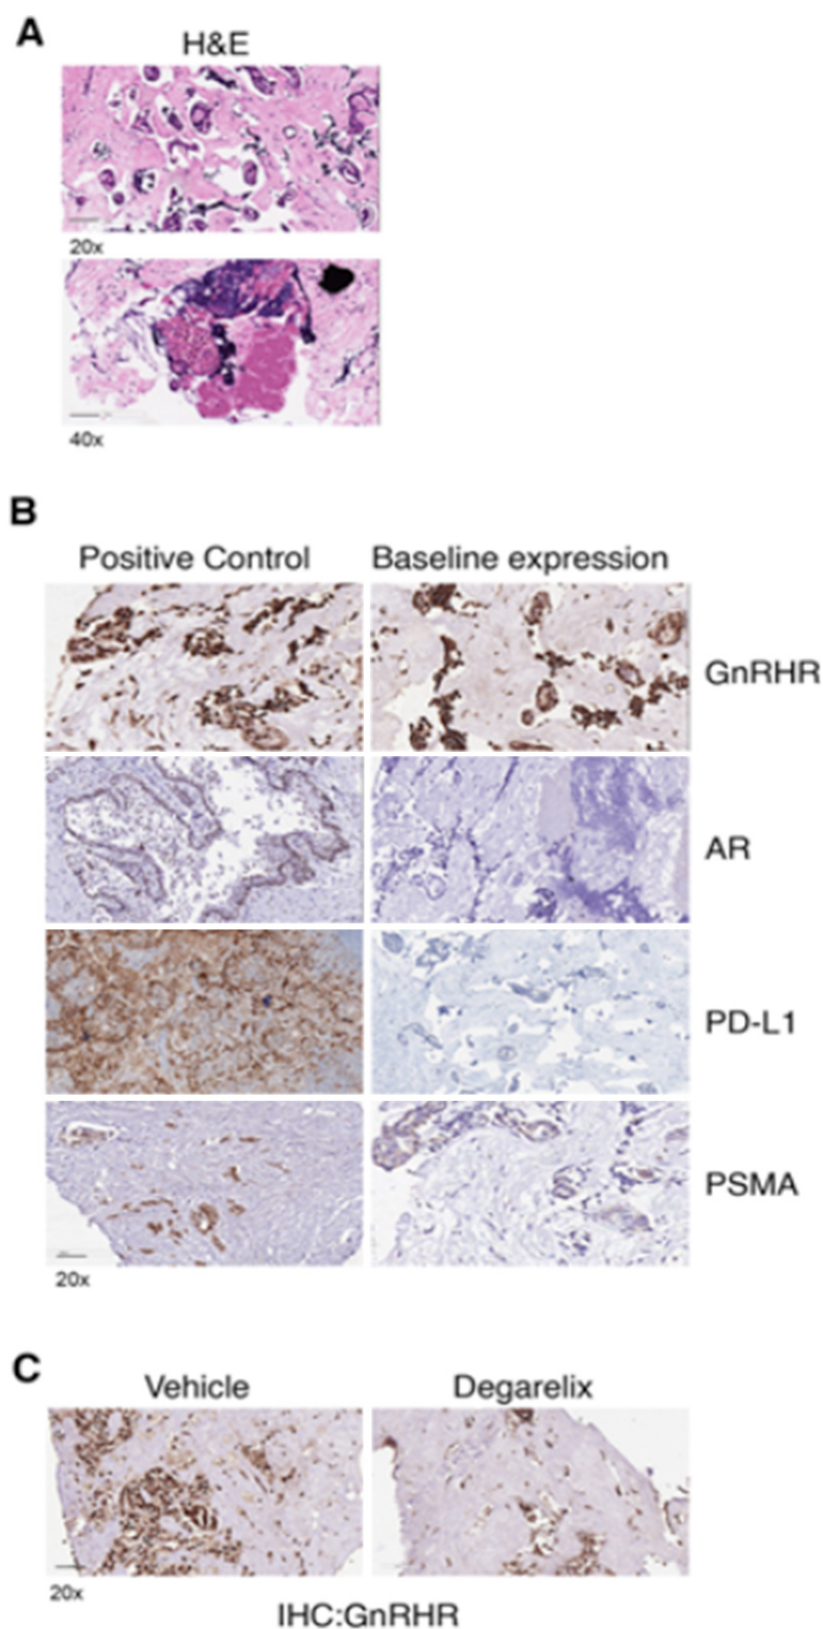 A
H&E
20x
40x
B
Positive Control
Baseline expression
GnRHR
AR
PD-L1
PSMA
20x
C
Vehicle
Degarelix
20x
IHC:GnRHR